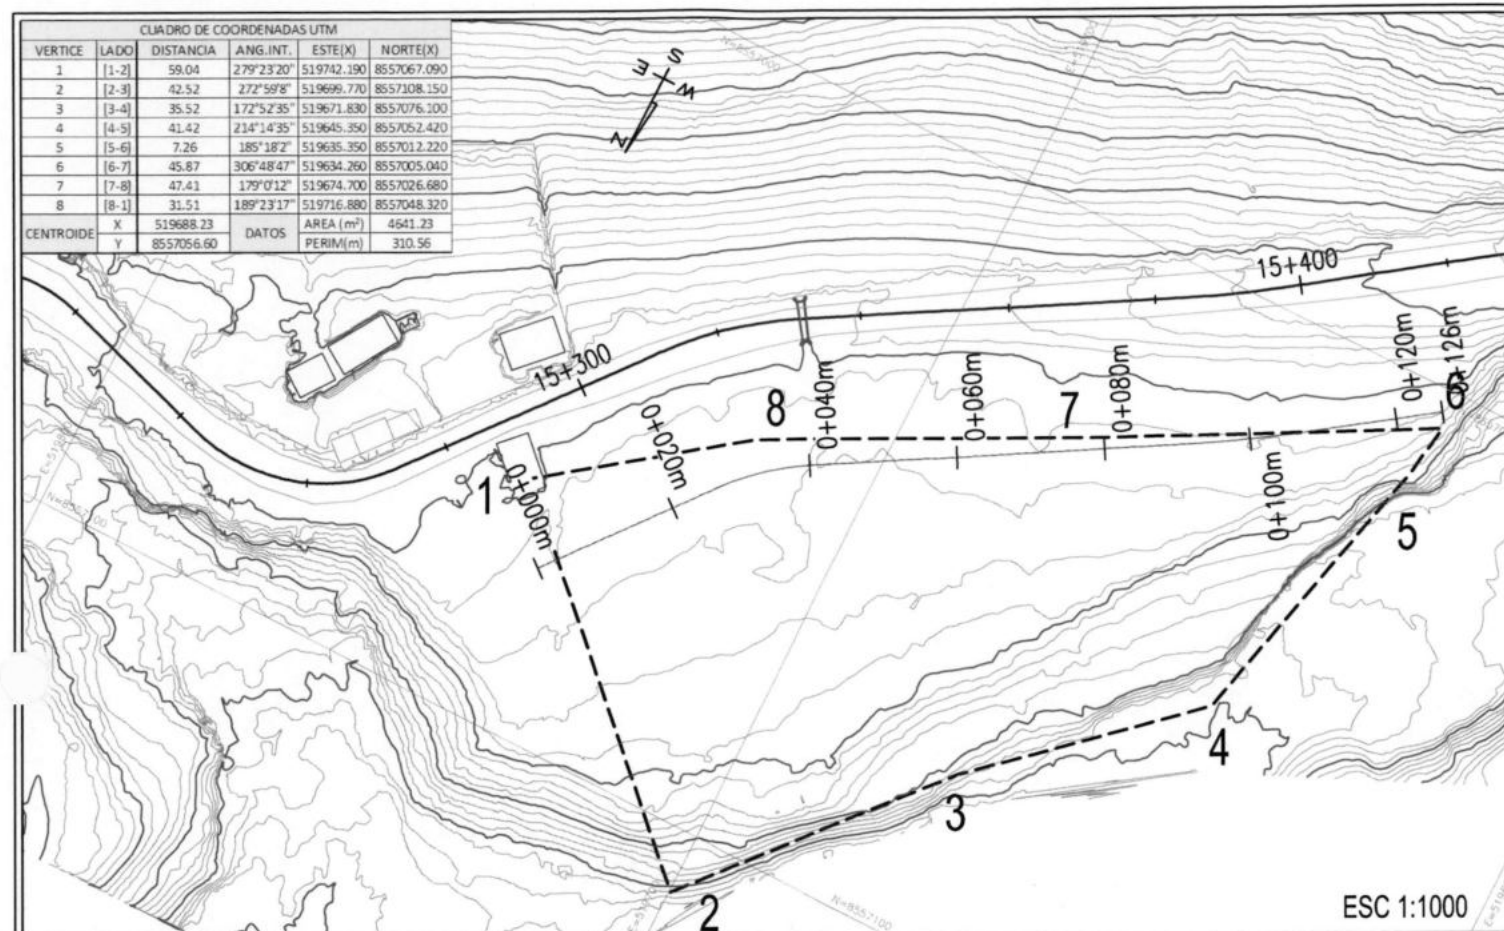 CUADRO DE COORDENADAS UTM
VERTICE LADO DISTANCIA ANG.INT. ESTE(X) NORTE(X)
1 [1-2] 59.04 279°23'20" 519742.190 8557067.090
2 [2-3] 42.52 272°59'8" 519699.770 8557108.150
3 [3-4] 35.52 172°52'35" 519671.830 8557076.100
4 [4-5] 41.42 214°14'35" 519645.350 8557052.420
5 [5-6] 7.26 185°18'2" 519635.350 8557012.220
6 [6-7] 45.87 306°48'47" 519634.260 8557005.040
7 [7-8] 47.41 179°0'12" 519674.700 8557026.680
8 [8-1] 31.51 189°23'17" 519716.880 8557048.320
CENTROIDE X 519688.23 DATOS AREA (m²) 4641.23
Y 8557056.60 PERIM(m) 310.56
S
E
W
N
N=8557000
15+400
15+300
0+120m
0+040m
0+060m
0+080m
8
7
6
0+020m
1
0+000m
0+100m
5
N=8557100
4
3
2
N=8557100
ESC 1:1000